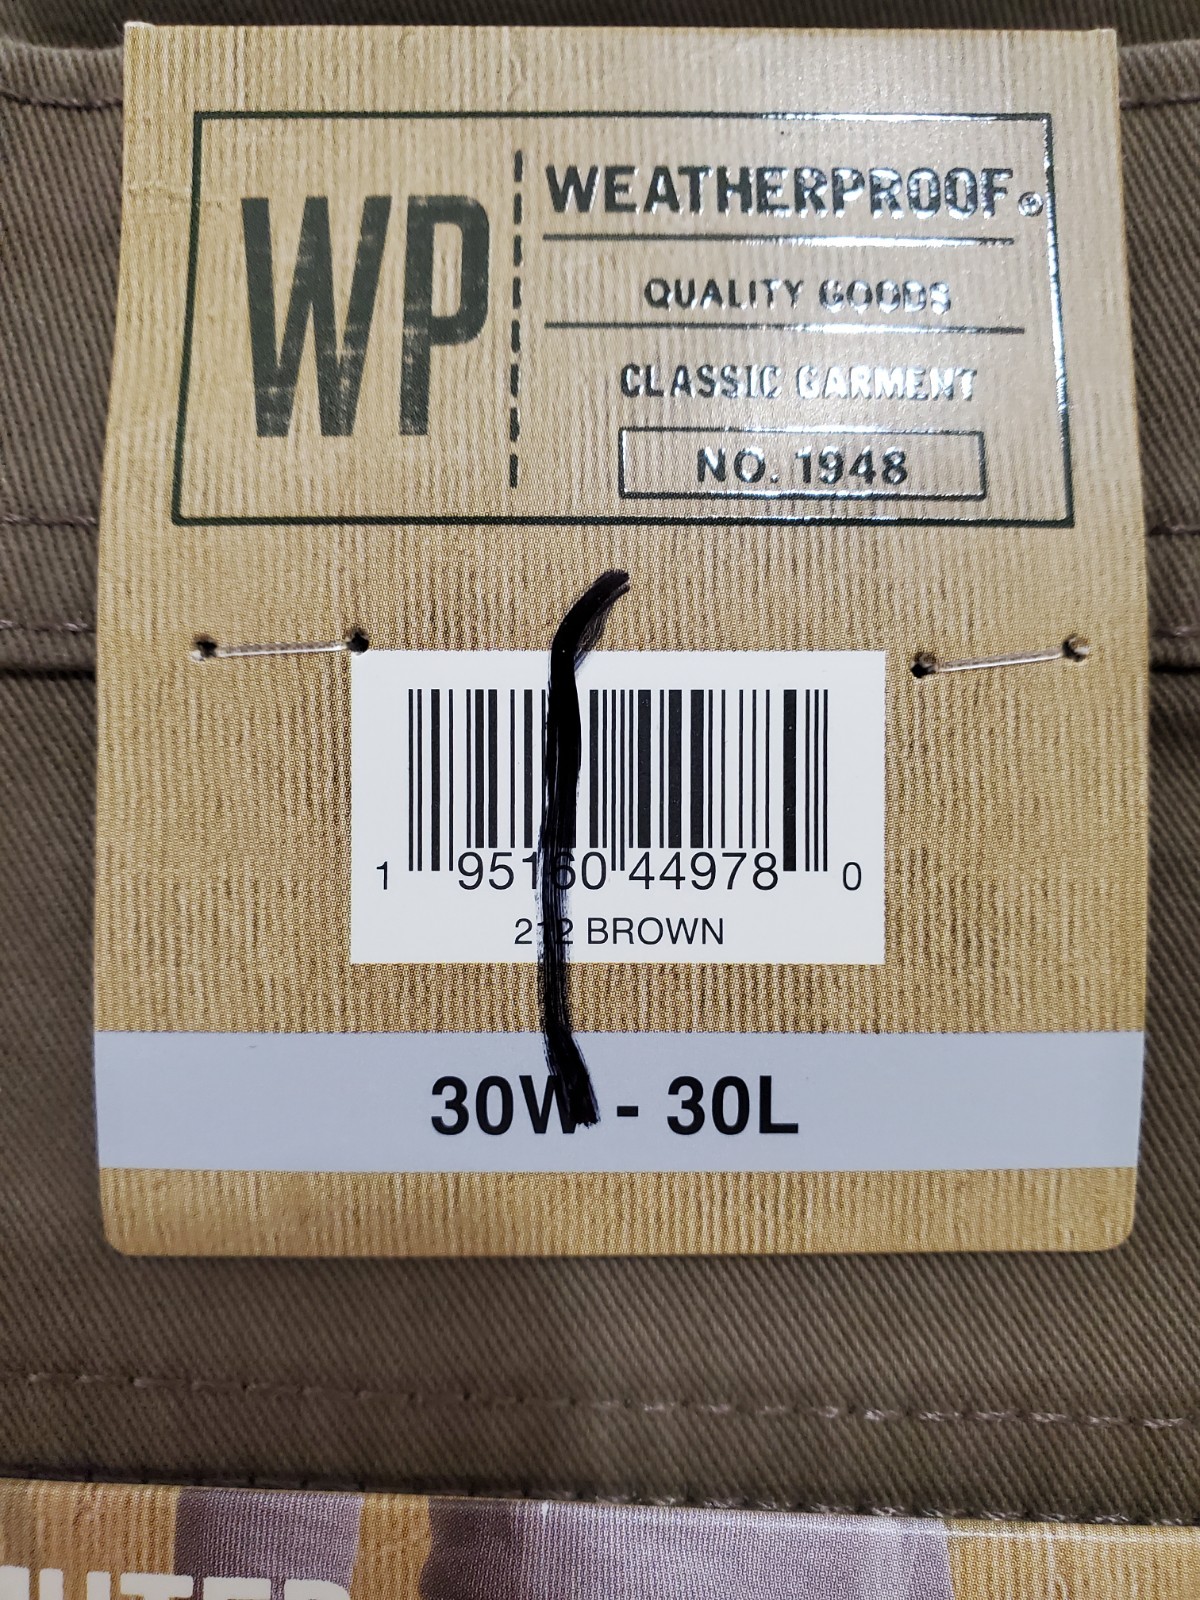 WP
WEATHERPROOF®
QUALITY GOODS
CLASSIC GARMENT
NO. 1948
1 95160 44978 0
212 BROWN
30W - 30L